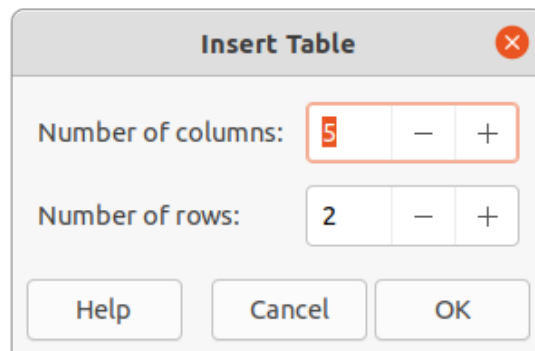 Insert Table
Number of columns: 5 − +
Number of rows: 2 − +
Help Cancel OK